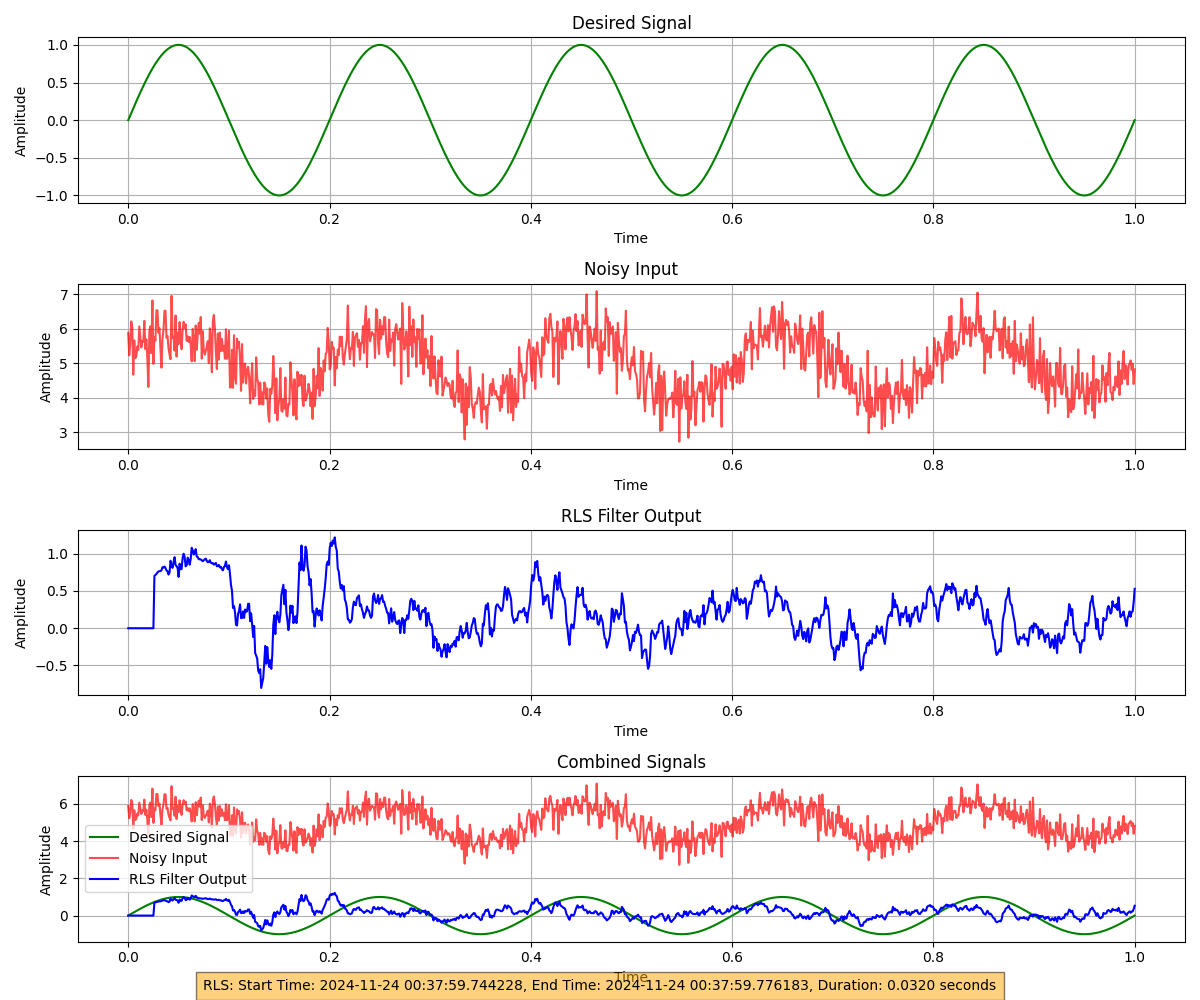 Desired Signal
Amplitude
1.0
0.5
0.0
−0.5
−1.0
0.0 0.2 0.4 0.6 0.8 1.0
Time
Noisy Input
Amplitude
7
6
5
4
3
0.0 0.2 0.4 0.6 0.8 1.0
Time
RLS Filter Output
Amplitude
1.0
0.5
0.0
−0.5
0.0 0.2 0.4 0.6 0.8 1.0
Time
Combined Signals
Amplitude
6
4
2
0
Desired Signal
Noisy Input
RLS Filter Output
0.0 0.2 0.4 0.6 0.8 1.0
Time
RLS: Start Time: 2024-11-24 00:37:59.744228, End Time: 2024-11-24 00:37:59.776183, Duration: 0.0320 seconds